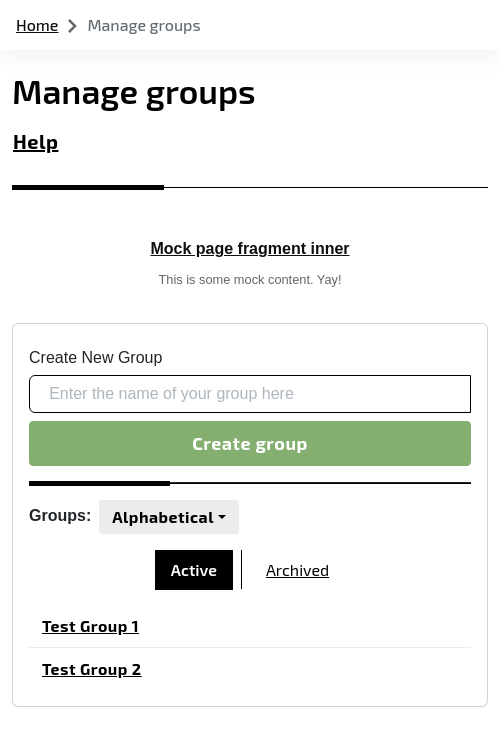 Home > Manage groups
Manage groups
Help
Mock page fragment inner
This is some mock content. Yay!
Create New Group
Enter the name of your group here
Create group
Groups: Alphabetical
Active Archived
Test Group 1
Test Group 2